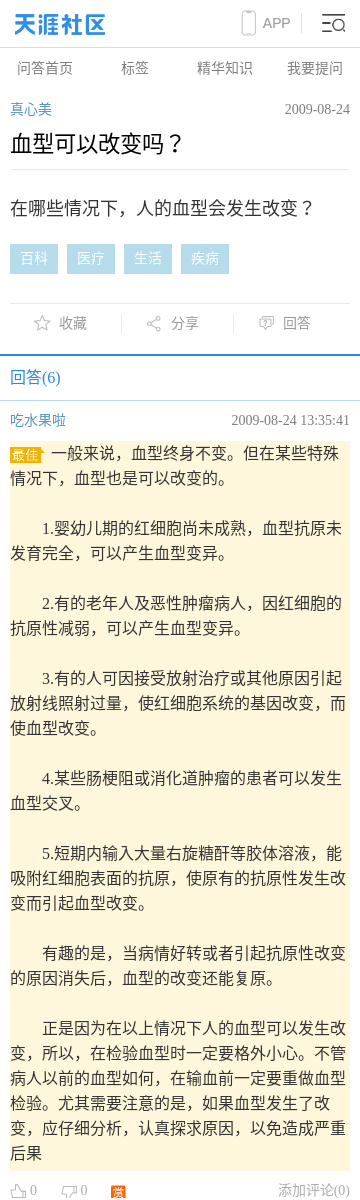 天涯社区
APP
问答首页 标签 精华知识 我要提问
真心美 2009-08-24
血型可以改变吗？
在哪些情况下，人的血型会发生改变？
百科 医疗 生活 疾病
收藏 分享 回答
回答(6)
吃水果啦 2009-08-24 13:35:41
最佳 一般来说，血型终身不变。但在某些特殊
情况下，血型也是可以改变的。
1.婴幼儿期的红细胞尚未成熟，血型抗原未
发育完全，可以产生血型变异。
2.有的老年人及恶性肿瘤病人，因红细胞的
抗原性减弱，可以产生血型变异。
3.有的人可因接受放射治疗或其他原因引起
放射线照射过量，使红细胞系统的基因改变，而
使血型改变。
4.某些肠梗阻或消化道肿瘤的患者可以发生
血型交叉。
5.短期内输入大量右旋糖酐等胶体溶液，能
吸附红细胞表面的抗原，使原有的抗原性发生改
变而引起血型改变。
有趣的是，当病情好转或者引起抗原性改变
的原因消失后，血型的改变还能复原。
正是因为在以上情况下人的血型可以发生改
变，所以，在检验血型时一定要格外小心。不管
病人以前的血型如何，在输血前一定要重做血型
检验。尤其需要注意的是，如果血型发生了改
变，应仔细分析，认真探求原因，以免造成严重
后果
0 0 赏 添加评论(0)